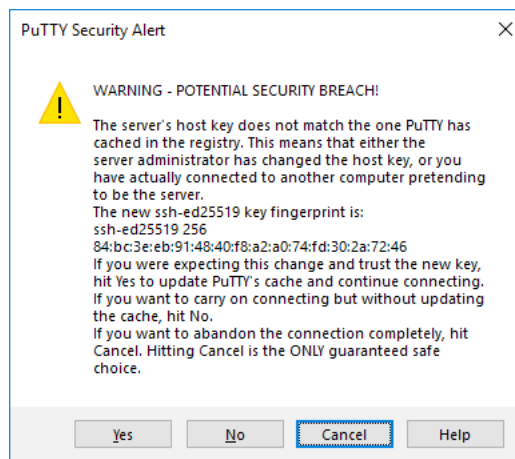 PuTTY Security Alert
WARNING - POTENTIAL SECURITY BREACH!
The server's host key does not match the one PuTTY has
cached in the registry. This means that either the
server administrator has changed the host key, or you
have actually connected to another computer pretending
to be the server.
The new ssh-ed25519 key fingerprint is:
ssh-ed25519 256
84:bc:3e:eb:91:48:40:f8:a2:a0:74:fd:30:2a:72:46
If you were expecting this change and trust the new key,
hit Yes to update PuTTY's cache and continue connecting.
If you want to carry on connecting but without updating
the cache, hit No.
If you want to abandon the connection completely, hit
Cancel. Hitting Cancel is the ONLY guaranteed safe
choice.
Yes No Cancel Help